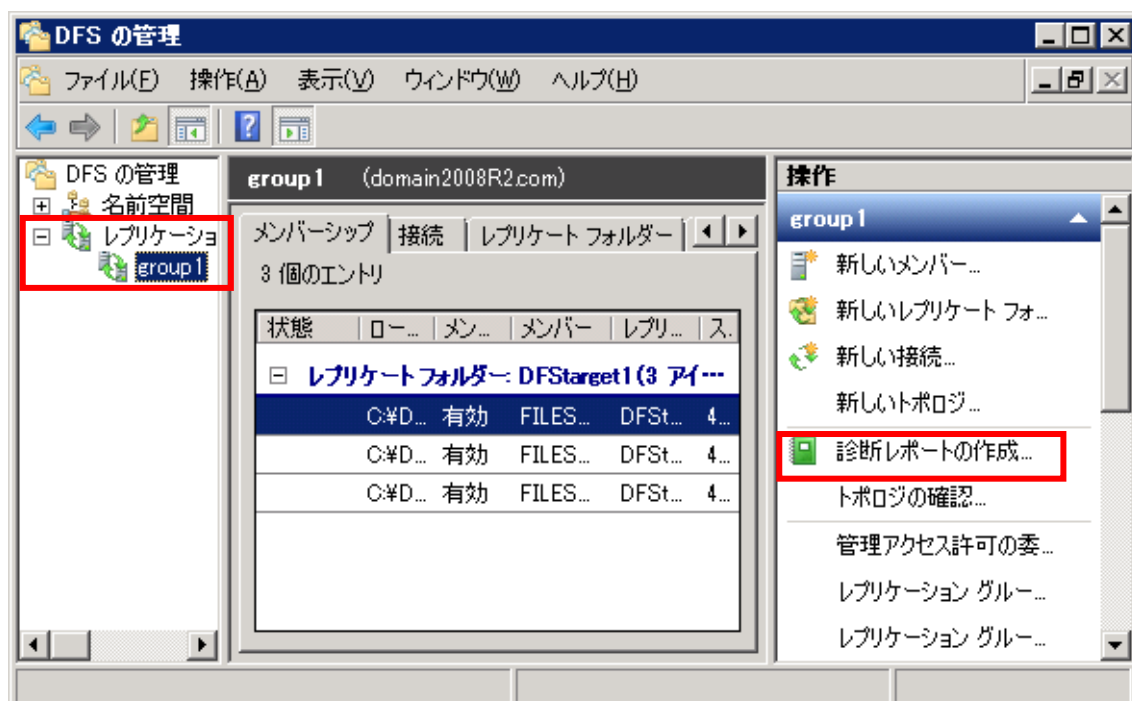 DFS の管理
ファイル(F) 操作(A) 表示(V) ウィンドウ(W) ヘルプ(H)
DFS の管理
名前空間
レプリケーショ
group1
group1 (domain2008R2.com)
メンバーシップ 接続 レプリケート フォルダー
3 個のエントリ
状態 ロー... メン... メンバー レプリ... ス.
レプリケート フォルダー: DFStarget1 (3 アイ...
C:¥D... 有効 FILES... DFSt... 4...
C:¥D... 有効 FILES... DFSt... 4...
C:¥D... 有効 FILES... DFSt... 4...
操作
group1
新しいメンバー...
新しいレプリケート フォ...
新しい接続...
新しいトポロジ...
診断レポートの作成...
トポロジの確認...
管理アクセス許可の委...
レプリケーション グルー...
レプリケーション グルー...